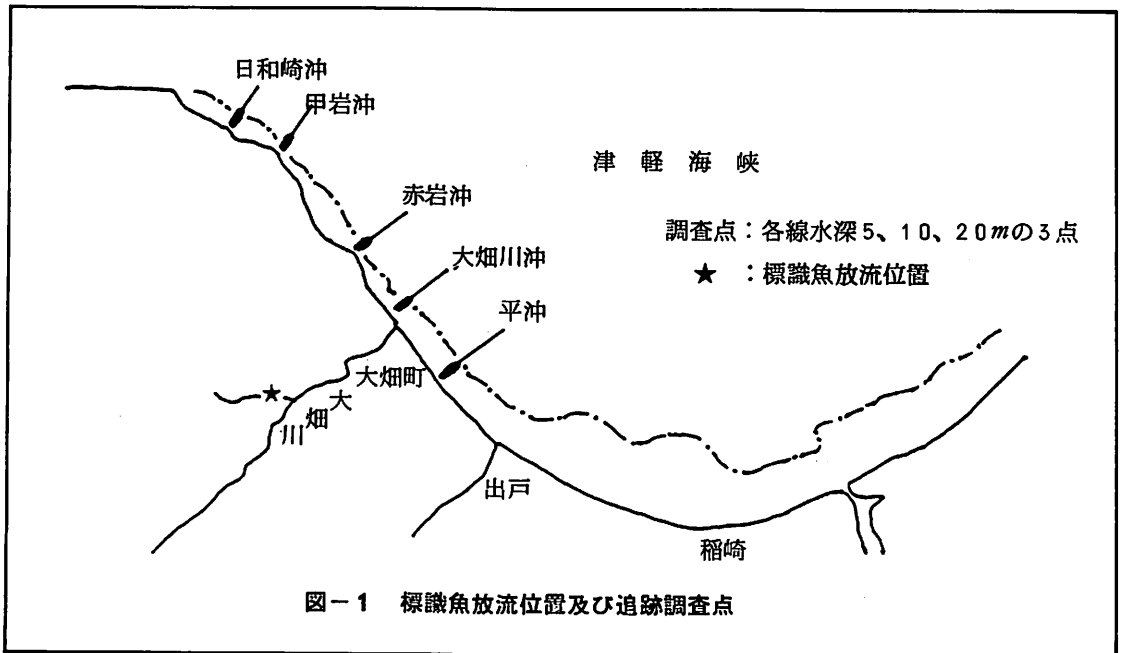 日和崎沖
甲岩沖
津軽海峡
赤岩沖
調査点：各線水深5、10、20mの3点
大畑川沖
★：標識魚放流位置
平沖
大畑町
大畑川
出戸
稲崎
図－1 標識魚放流位置及び追跡調査点